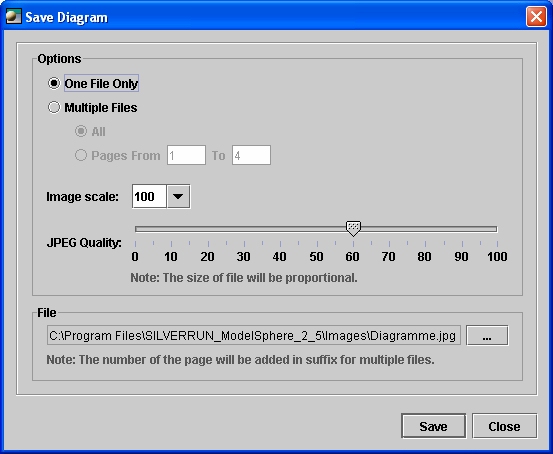 Save Diagram
Options
One File Only
Multiple Files
All
Pages From 1 To 4
Image scale: 100
JPEG Quality:
0 10 20 30 40 50 60 70 80 90 100
Note: The size of file will be proportional.
File
C:\Program Files\SILVERRUN_ModelSphere_2_5\Images\Diagramme.jpg ...
Note: The number of the page will be added in suffix for multiple files.
Save Close